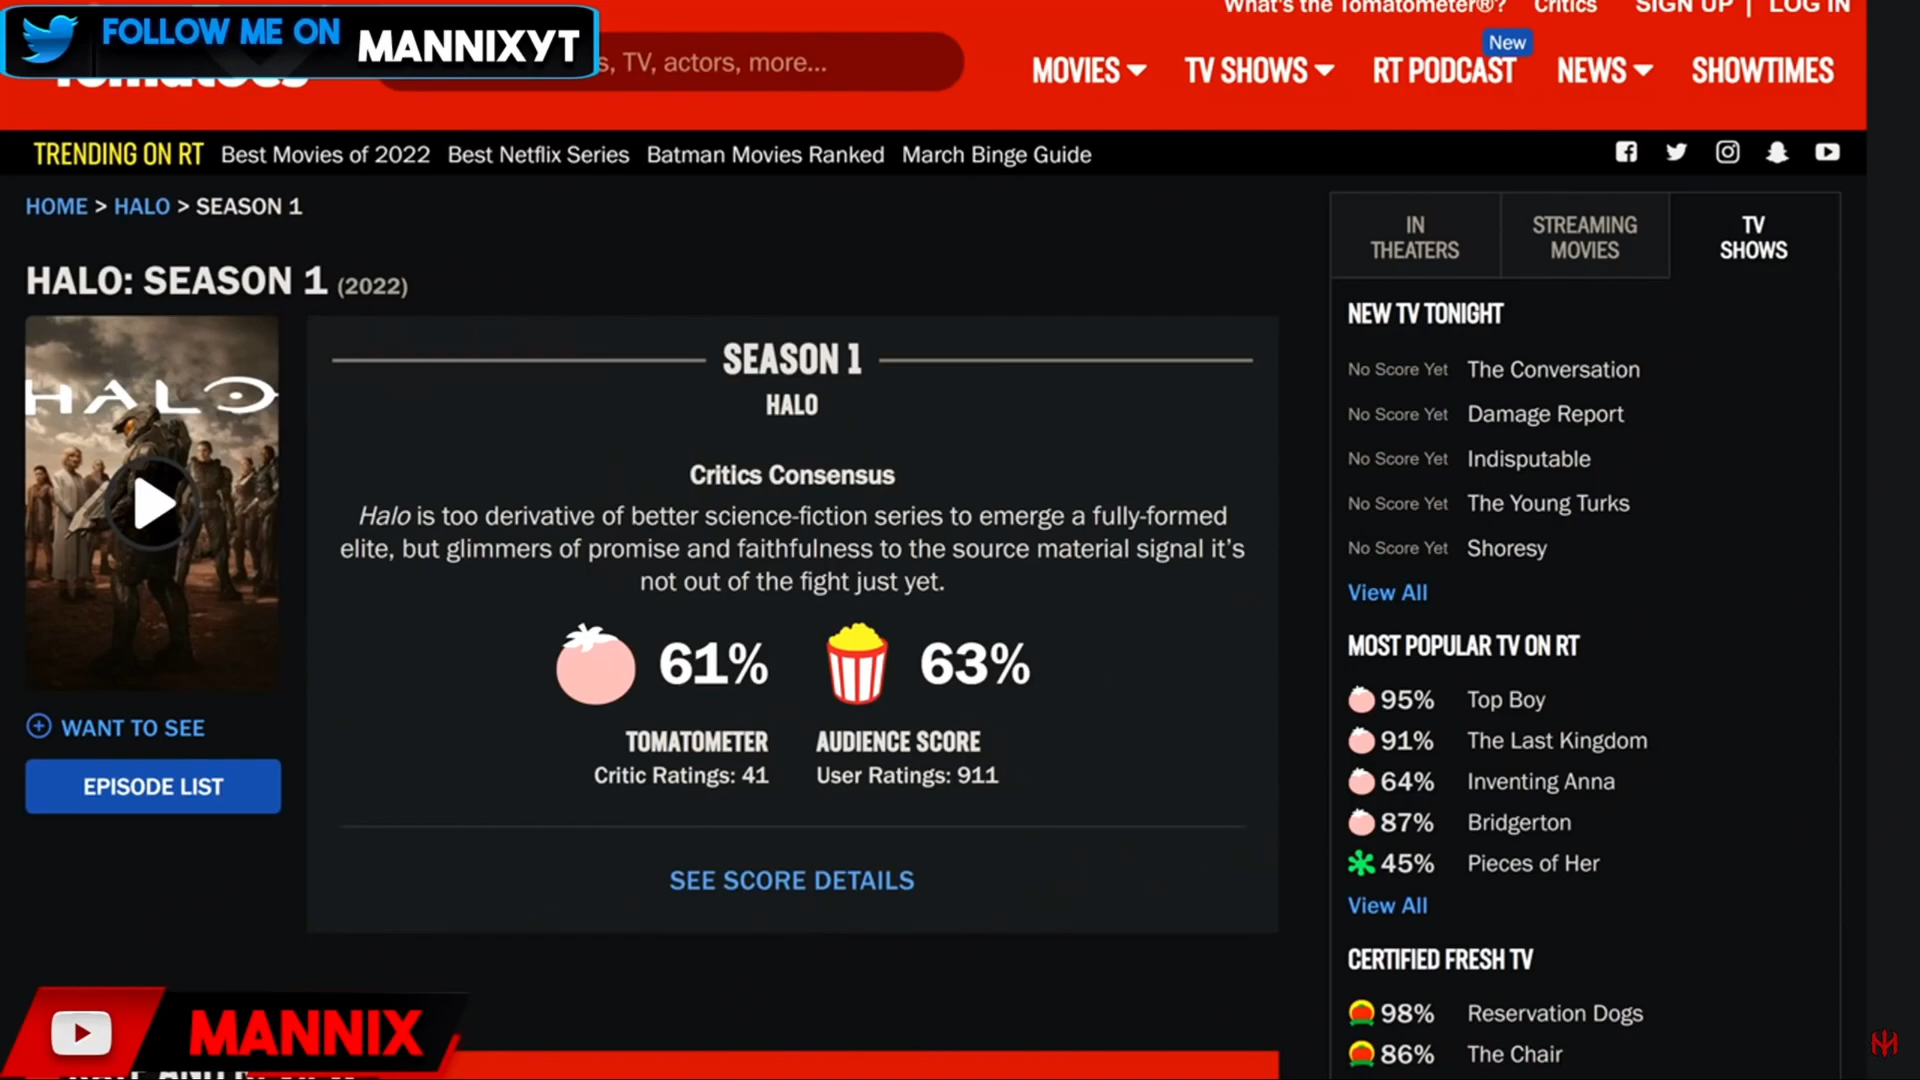 What's the Tomatometer®? Critics SIGN UP | LOG IN
FOLLOW ME ON MANNIXYT
Tomatoes
s, TV, actors, more...
MOVIES TV SHOWS RT PODCAST New NEWS SHOWTIMES
TRENDING ON RT Best Movies of 2022 Best Netflix Series Batman Movies Ranked March Binge Guide
HOME > HALO > SEASON 1
HALO: SEASON 1 (2022)
HALO
WANT TO SEE
EPISODE LIST
SEASON 1
HALO
Critics Consensus
Halo is too derivative of better science-fiction series to emerge a fully-formed
elite, but glimmers of promise and faithfulness to the source material signal it's
not out of the fight just yet.
61% 63%
TOMATOMETER AUDIENCE SCORE
Critic Ratings: 41 User Ratings: 911
SEE SCORE DETAILS
IN
THEATERS
STREAMING
MOVIES
TV
SHOWS
NEW TV TONIGHT
No Score Yet The Conversation
No Score Yet Damage Report
No Score Yet Indisputable
No Score Yet The Young Turks
No Score Yet Shoresy
View All
MOST POPULAR TV ON RT
95% Top Boy
91% The Last Kingdom
64% Inventing Anna
87% Bridgerton
45% Pieces of Her
View All
CERTIFIED FRESH TV
98% Reservation Dogs
86% The Chair
MANNIX